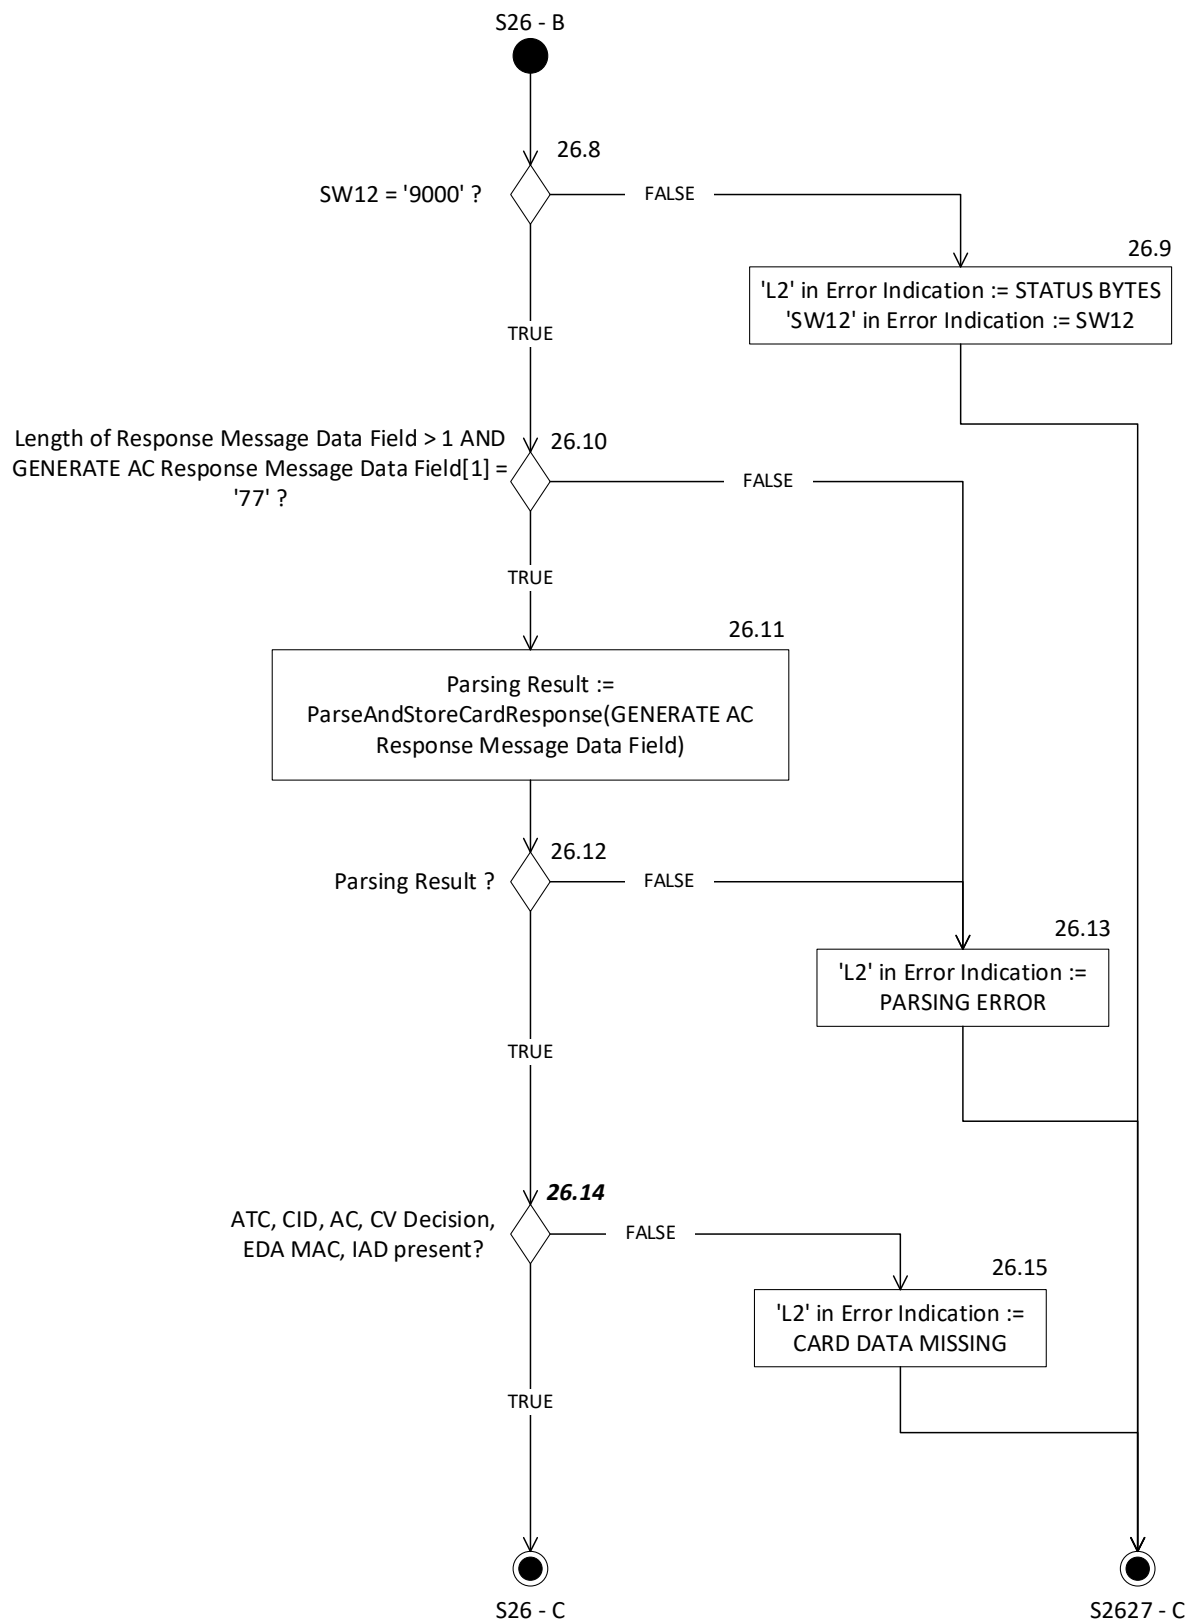 S26 - B
26.8
SW12 = '9000' ?
FALSE
26.9
'L2' in Error Indication := STATUS BYTES
'SW12' in Error Indication := SW12
TRUE
Length of Response Message Data Field > 1 AND
GENERATE AC Response Message Data Field[1] =
'77' ?
26.10
FALSE
TRUE
26.11
Parsing Result :=
ParseAndStoreCardResponse(GENERATE AC
Response Message Data Field)
26.12
Parsing Result ?
FALSE
26.13
'L2' in Error Indication :=
PARSING ERROR
TRUE
26.14
ATC, CID, AC, CV Decision,
EDA MAC, IAD present?
FALSE
26.15
'L2' in Error Indication :=
CARD DATA MISSING
TRUE
S26 - C
S2627 - C